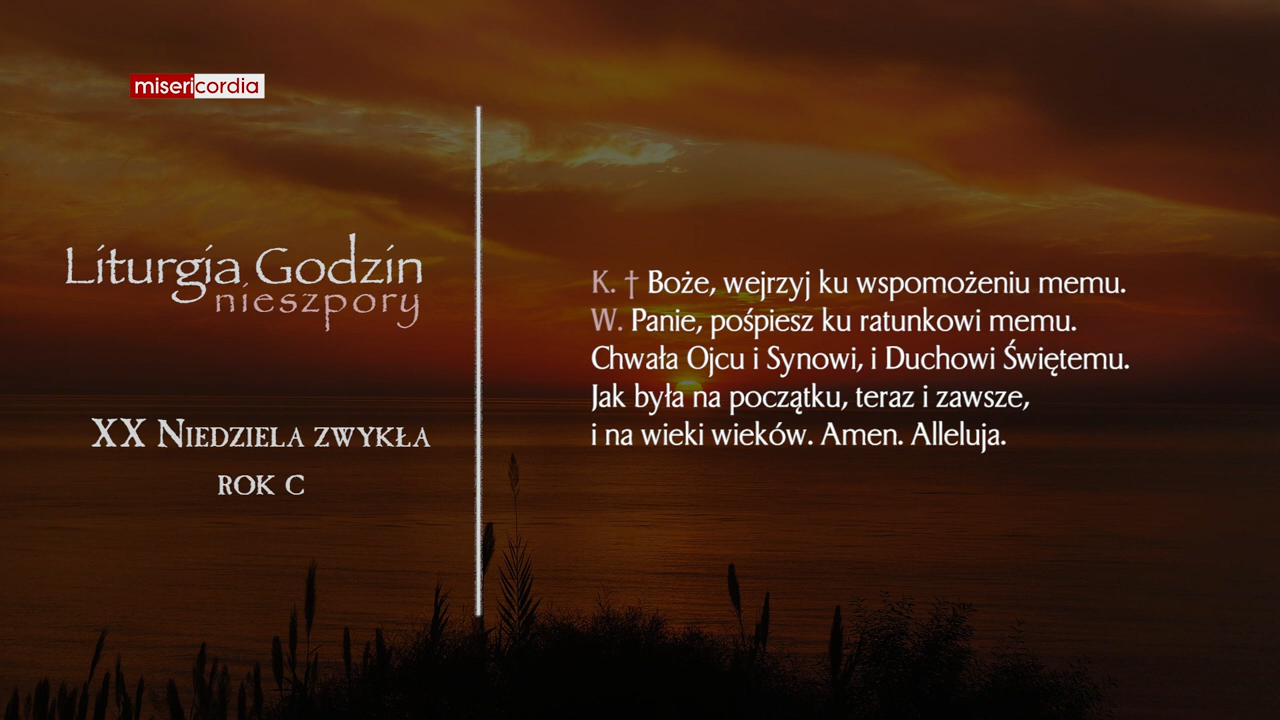 misericordia
Liturgia Godzin
nieszpory
XX Niedziela zwykła
rok C
K. † Boże, wejrzyj ku wspomożeniu memu.
W. Panie, pośpiesz ku ratunkowi memu.
Chwała Ojcu i Synowi, i Duchowi Świętemu.
Jak była na początku, teraz i zawsze,
i na wieki wieków. Amen. Alleluja.